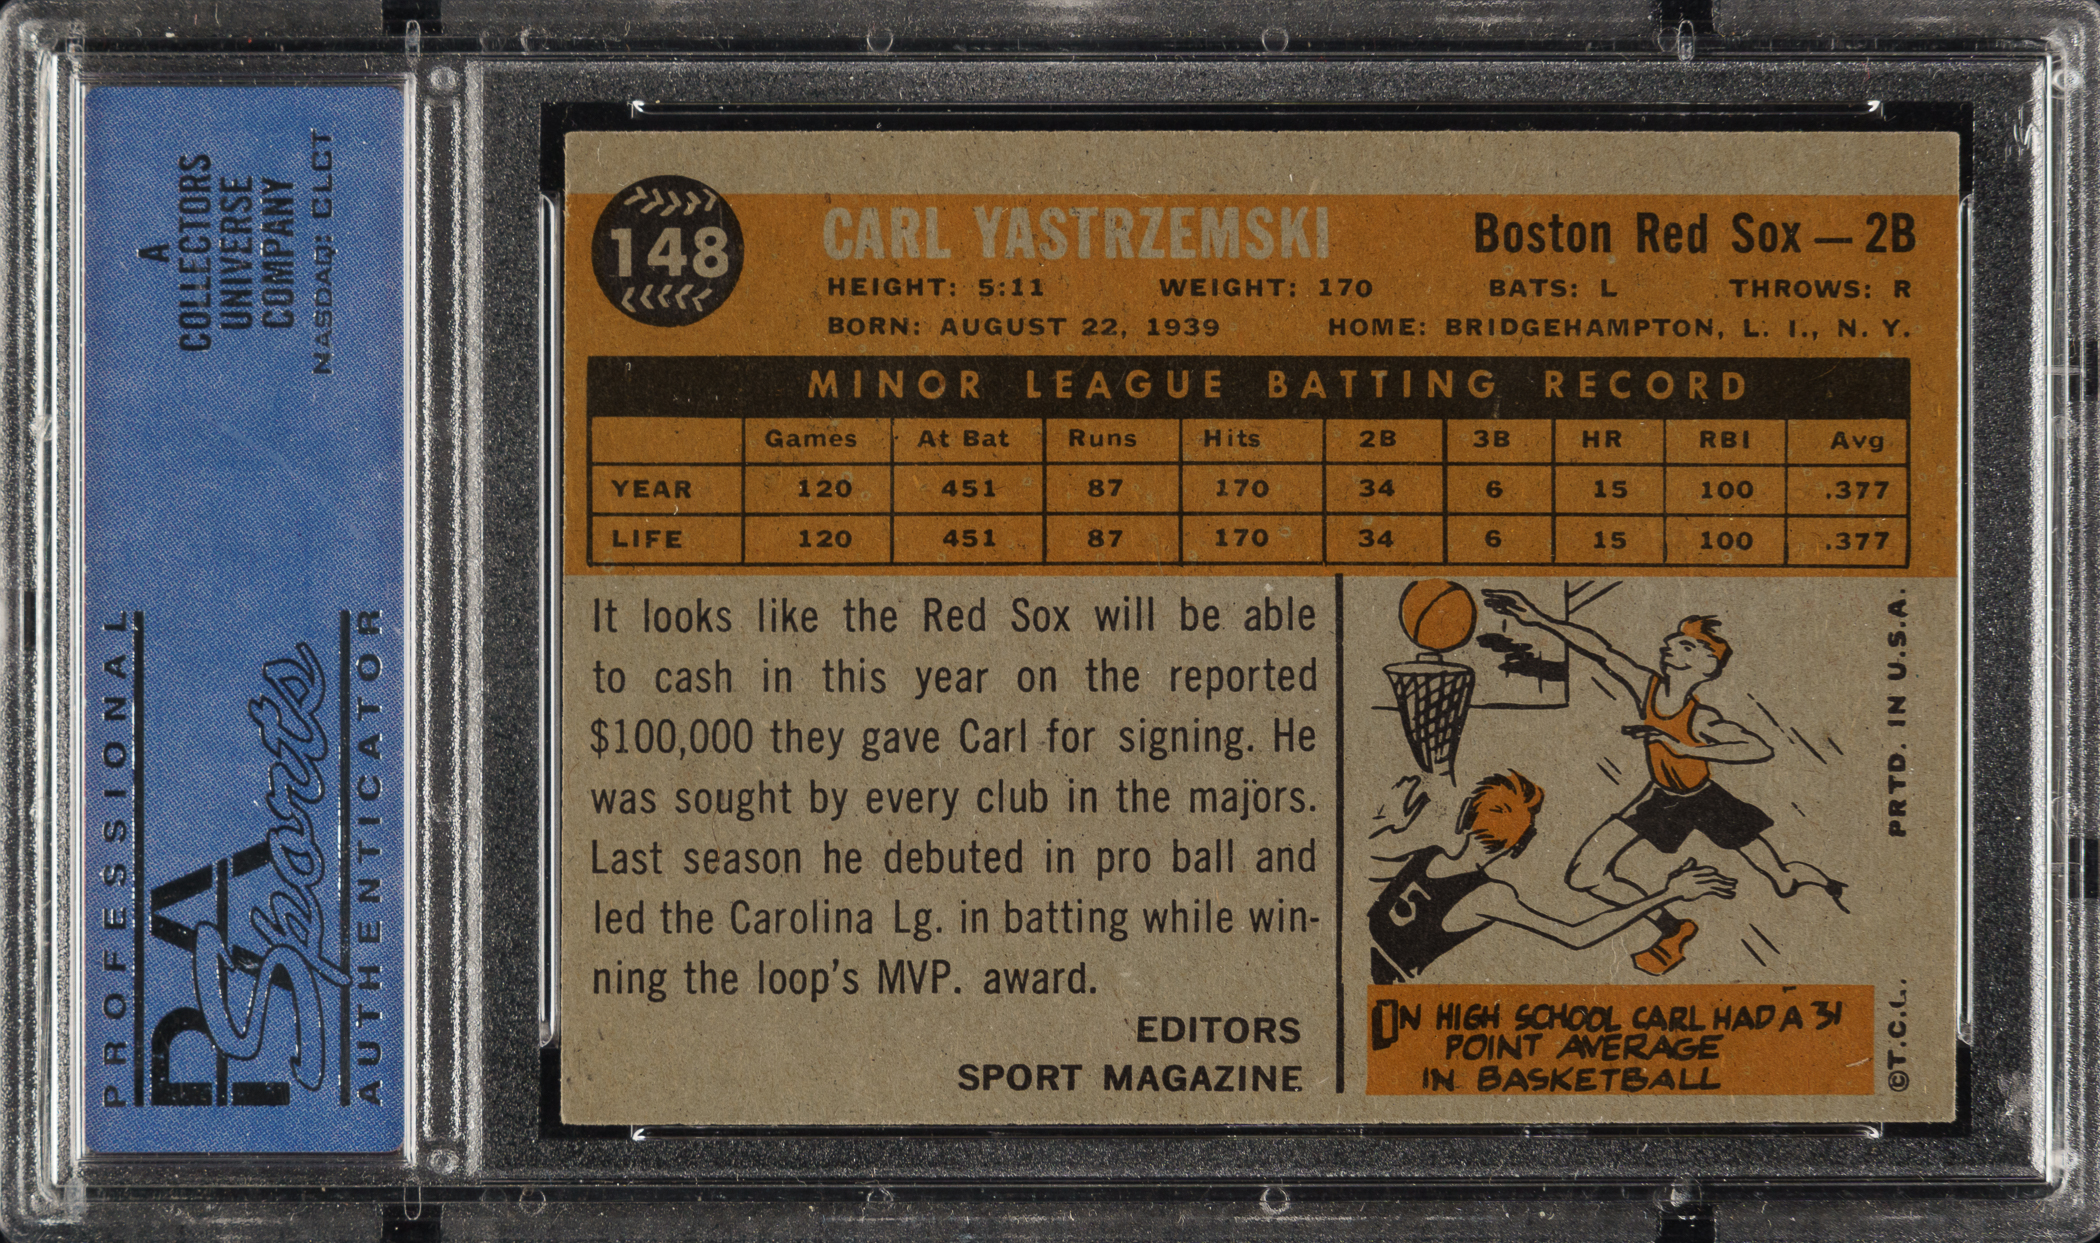 A
COLLECTORS
UNIVERSE
COMPANY
NASDAQ: CLCT
PROFESSIONAL
PSA
Sports
AUTHENTICATOR
148
CARL YASTRZEMSKI
Boston Red Sox — 2B
HEIGHT: 5:11 WEIGHT: 170 BATS: L THROWS: R
BORN: AUGUST 22, 1939 HOME: BRIDGEHAMPTON, L. I., N. Y.
MINOR LEAGUE BATTING RECORD
Games At Bat Runs Hits 2B 3B HR RBI Avg
YEAR 120 451 87 170 34 6 15 100 .377
LIFE 120 451 87 170 34 6 15 100 .377
It looks like the Red Sox will be able
to cash in this year on the reported
$100,000 they gave Carl for signing. He
was sought by every club in the majors.
Last season he debuted in pro ball and
led the Carolina Lg. in batting while win-
ning the loop's MVP. award.
EDITORS
SPORT MAGAZINE
5
IN HIGH SCHOOL CARL HAD A 31
POINT AVERAGE
IN BASKETBALL
©T.C.G. PRTD. IN U.S.A.